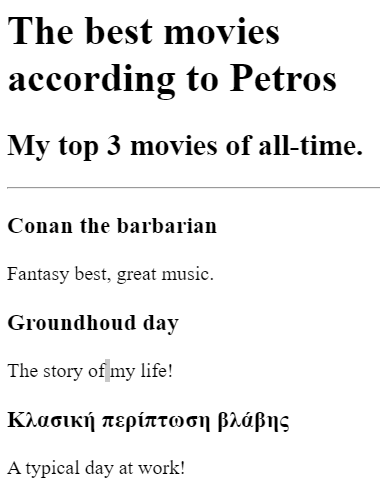 The best movies
according to Petros
My top 3 movies of all-time.
Conan the barbarian
Fantasy best, great music.
Groundhoud day
The story of my life!
Κλασική περίπτωση βλάβης
A typical day at work!